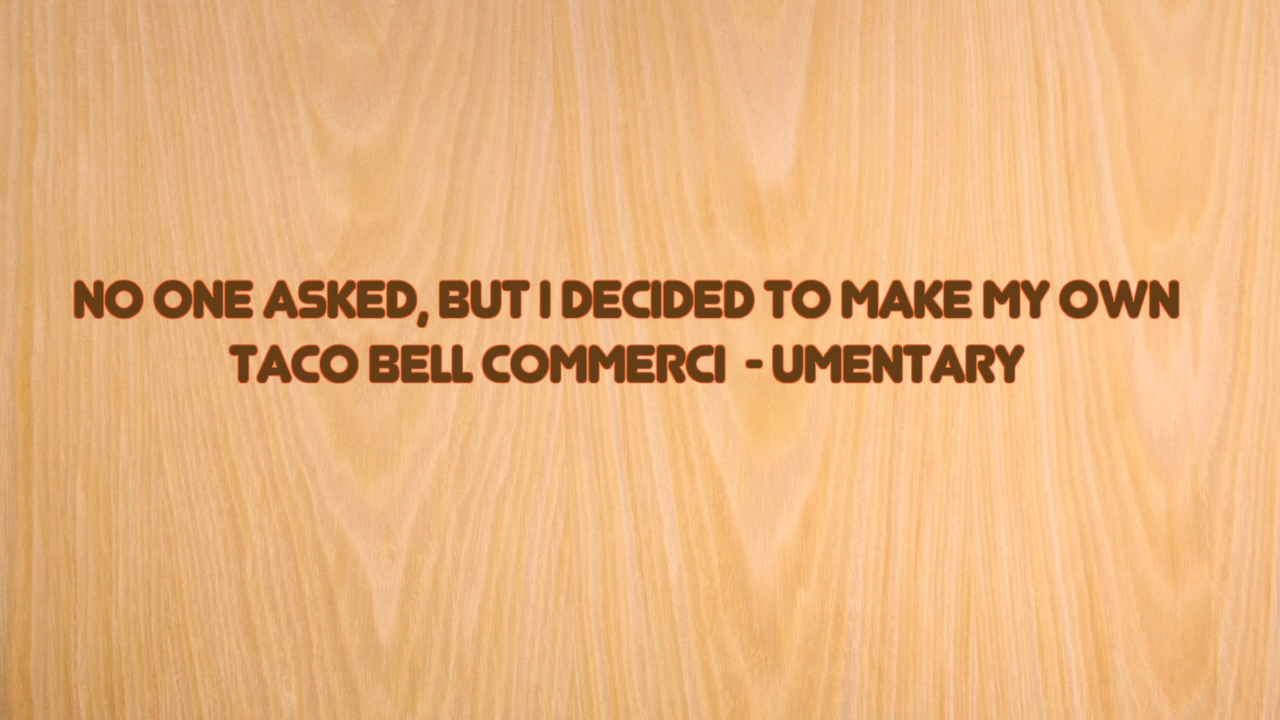 NO ONE ASKED, BUT I DECIDED TO MAKE MY OWN
TACO BELL COMMERCI - UMENTARY